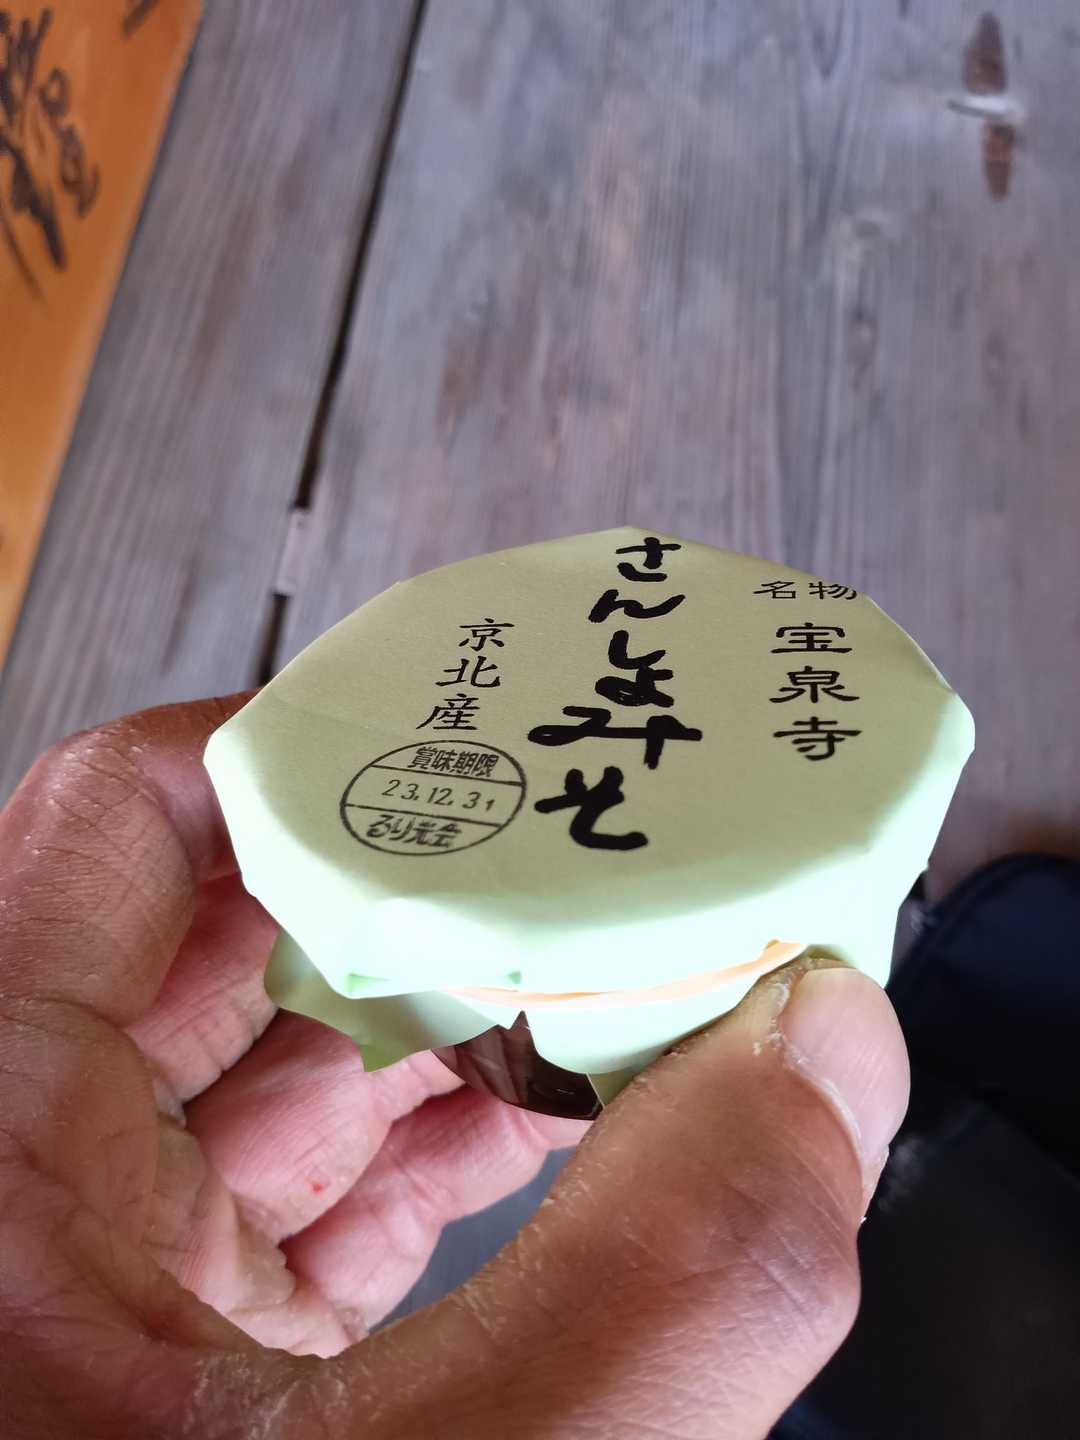 名物
宝泉寺
さんしよみそ
京北産
賞味期限
23.12.31
るり光会